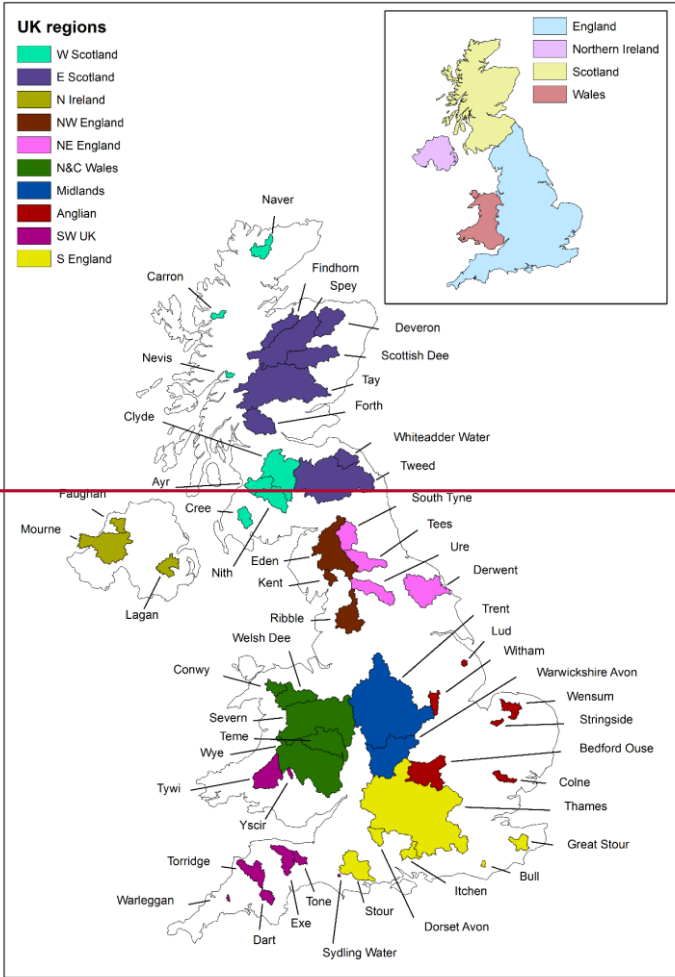 UK regions
W Scotland
E Scotland
N Ireland
NW England
NE England
N&C Wales
Midlands
Anglian
SW UK
S England
England
Northern Ireland
Scotland
Wales
Naver
Findhorn
Spey
Carron
Deveron
Scottish Dee
Nevis
Tay
Forth
Clyde
Whiteadder Water
Tweed
Ayr
South Tyne
Faughan
Cree
Mourne
Tees
Nith
Eden
Ure
Kent
Derwent
Lagan
Ribble
Trent
Welsh Dee
Lud
Witham
Conwy
Warwickshire Avon
Wensum
Severn
Stringside
Teme
Wye
Bedford Ouse
Tywi
Colne
Thames
Yscir
Great Stour
Torridge
Bull
Itchen
Warleggan
Tone
Stour
Exe
Dart
Dorset Avon
Sydling Water